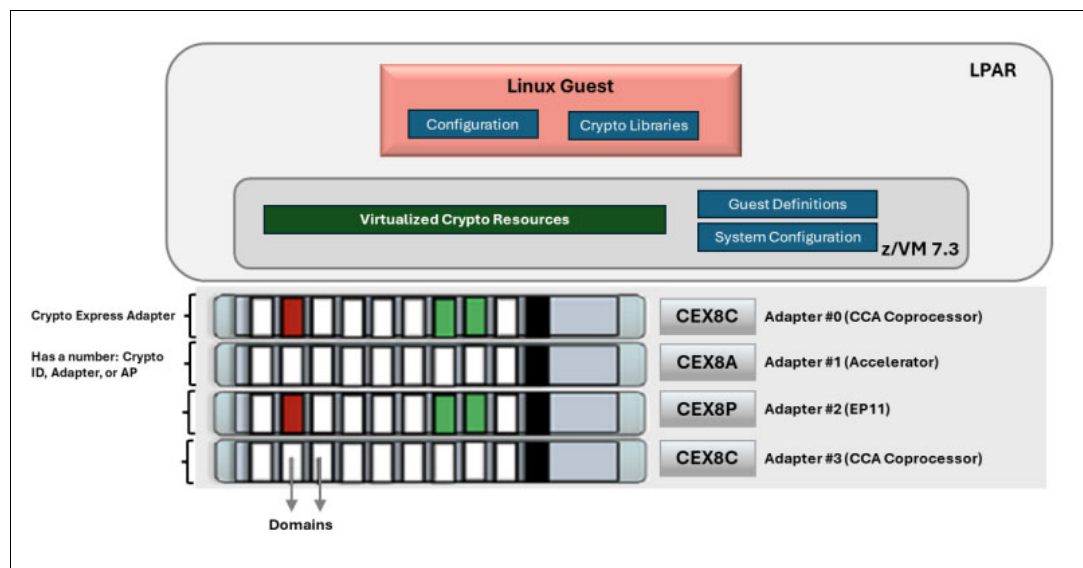 LPAR
Linux Guest
Configuration
Crypto Libraries
Virtualized Crypto Resources
Guest Definitions
System Configuration
z/VM 7.3
Crypto Express Adapter
CEX8C
Adapter #0 (CCA Coprocessor)
Has a number: Crypto
ID, Adapter, or AP
CEX8A
Adapter #1 (Accelerator)
CEX8P
Adapter #2 (EP11)
CEX8C
Adapter #3 (CCA Coprocessor)
Domains